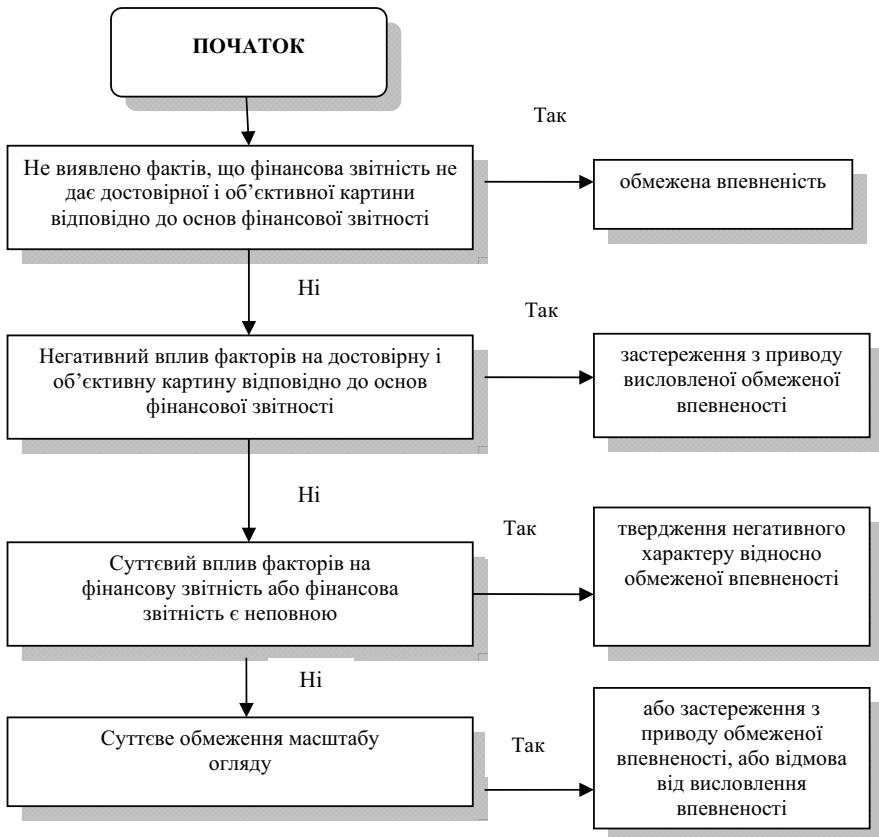 ПОЧАТОК
Так
Не виявлено фактів, що фінансова звітність не
дає достовірної і об’єктивної картини
відповідно до основ фінансової звітності
обмежена впевненість
Ні
Так
Негативний вплив факторів на достовірну і
об’єктивну картину відповідно до основ
фінансової звітності
застереження з приводу
висловленої обмеженої
впевненості
Ні
Так
Суттєвий вплив факторів на
фінансову звітність або фінансова
звітність є неповною
твердження негативного
характеру відносно
обмеженої впевненості
Ні
Суттєве обмеження масштабу
огляду
Так
або застереження з
приводу обмеженої
впевненості, або відмова
від висловлення
впевненості